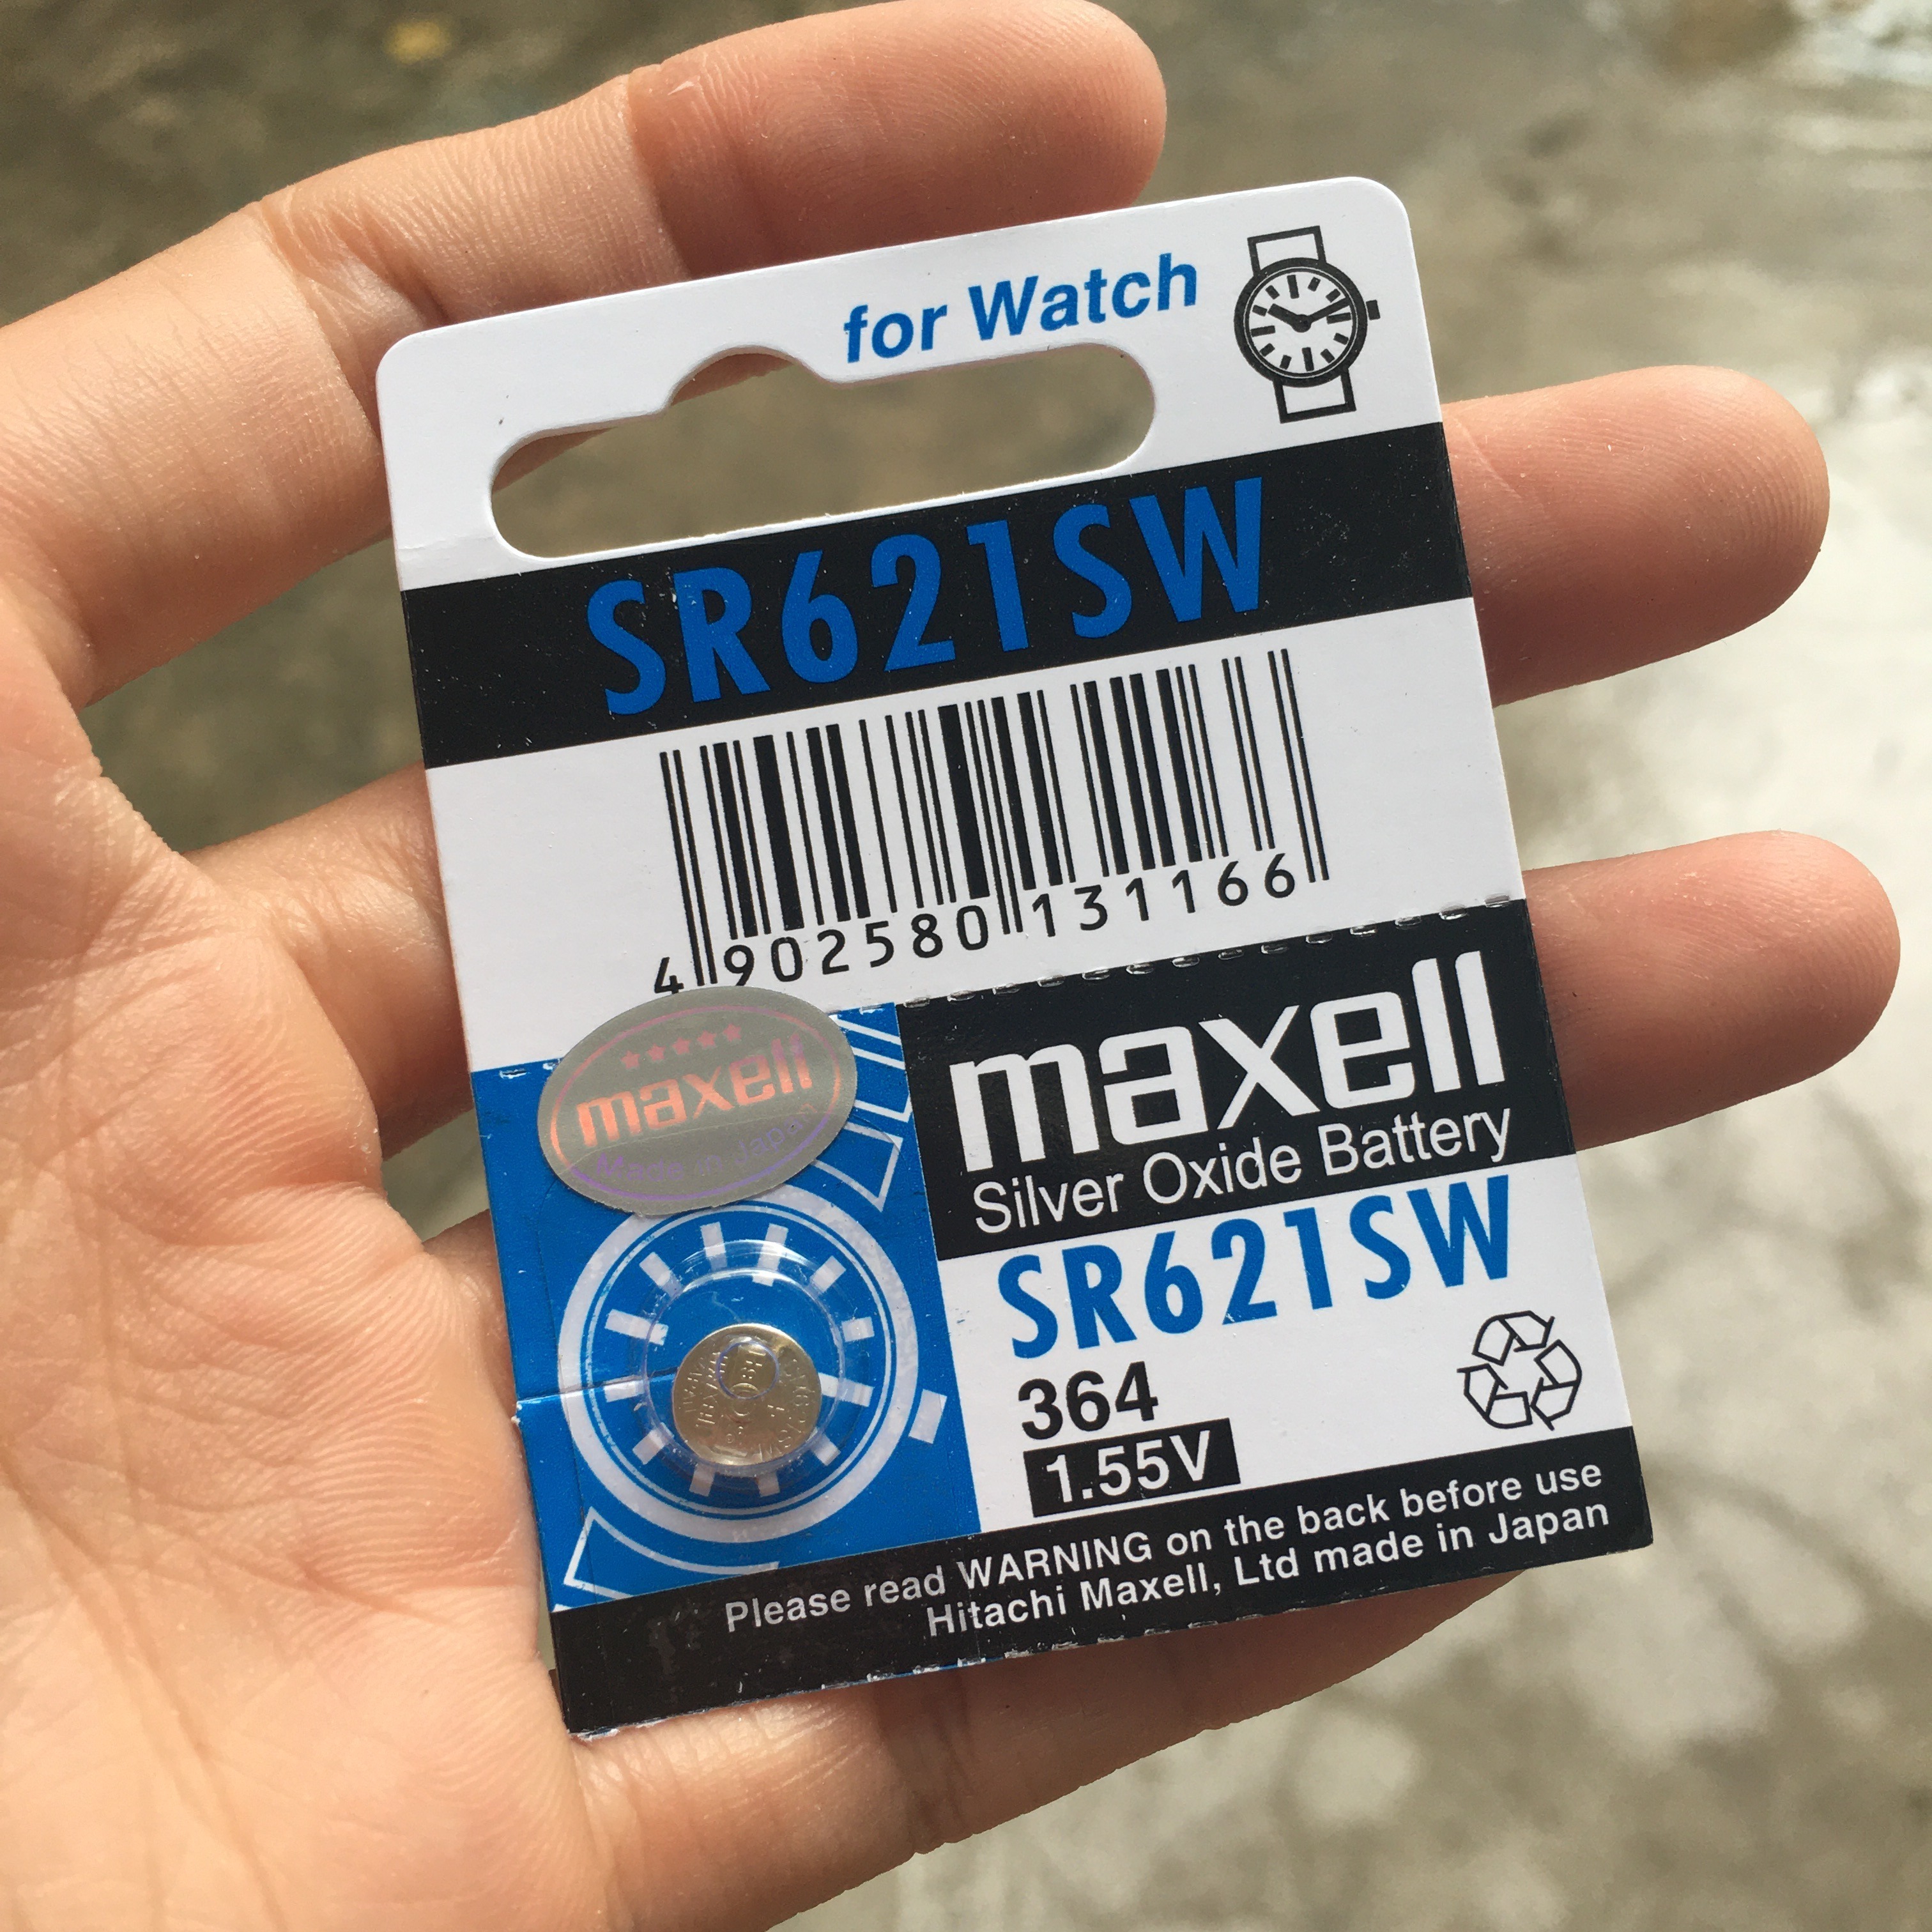 for Watch
SR621SW
4 902580 131166
maxell
Made in Japan
maxell
Silver Oxide Battery
SR621SW
364
1.55V
Please read WARNING on the back before use
Hitachi Maxell, Ltd made in Japan